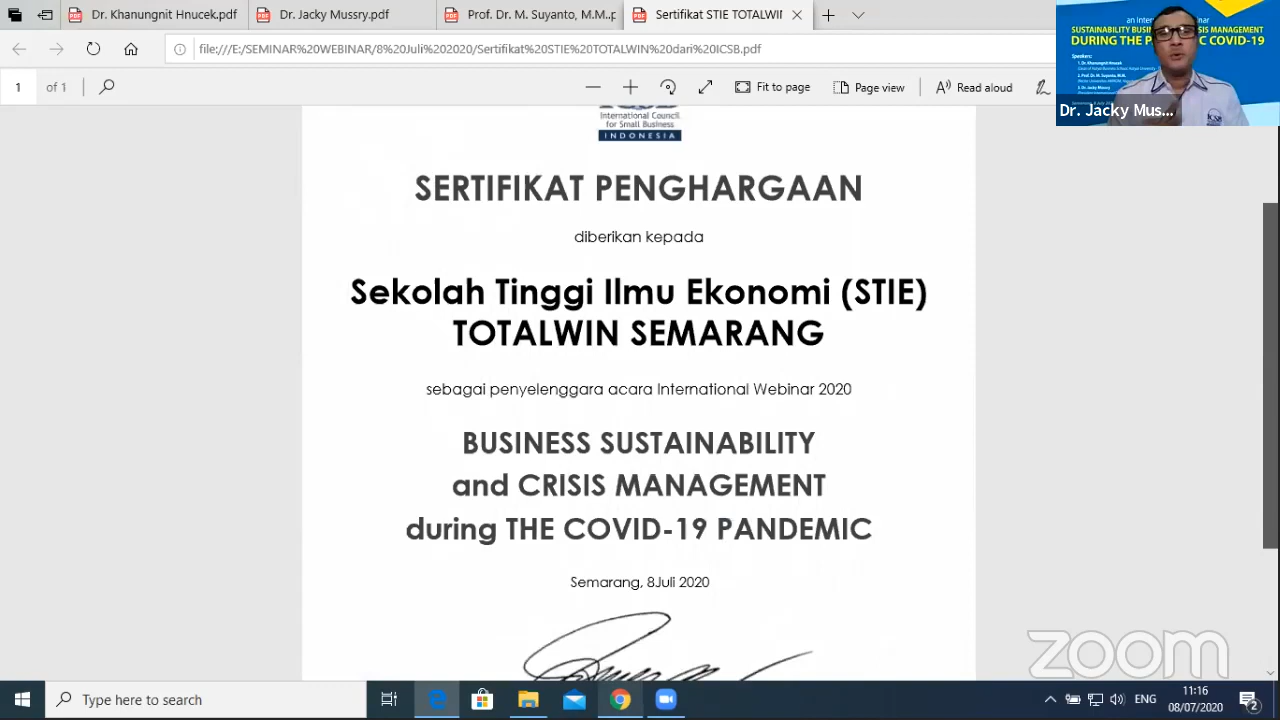 Dr. Khanungnit Hnucek.pdf
Dr. Jacky Mussry.pdf
Prof. Dr. M. Suyanto, M.M.p
Sertifikat STIE TOTALWIN
file:///E:/SEMINAR%20WEBINAR/8%20Juli%202020/Sertifikat%20STIE%20TOTALWIN%20dari%20ICSB.pdf
1 of 1
Fit to page
Page view
Read aloud
International Council
for Small Business
INDONESIA
SERTIFIKAT PENGHARGAAN
diberikan kepada
Sekolah Tinggi Ilmu Ekonomi (STIE)
TOTALWIN SEMARANG
sebagai penyelenggara acara International Webinar 2020
BUSINESS SUSTAINABILITY
and CRISIS MANAGEMENT
during THE COVID-19 PANDEMIC
Semarang, 8Juli 2020
SUSTAINABILITY
DURING THE
COVID-19
Speakers:
Dr. Jacky Mus...
zoom
Type here to search
ENG
11:16
08/07/2020
2